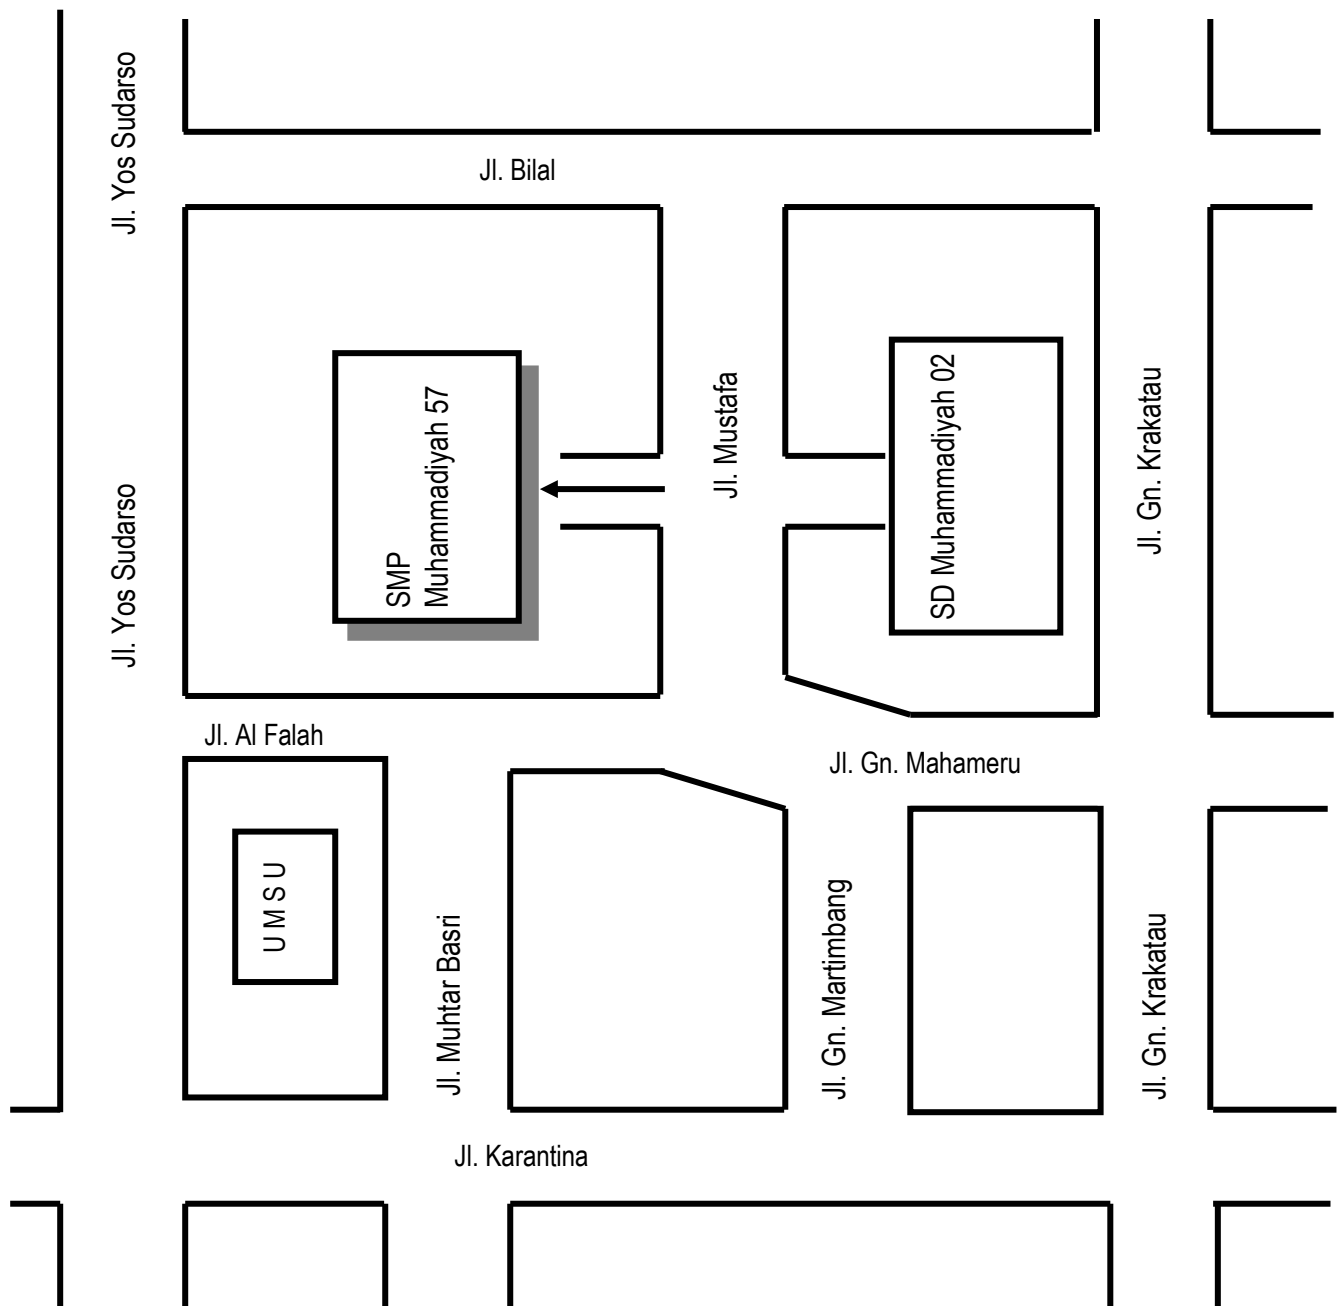 Jl. Yos Sudarso
Jl. Bilal
Jl. Yos Sudarso
SMP
Muhammadiyah 57
Jl. Mustafa
SD Muhammadiyah 02
Jl. Gn. Krakatau
Jl. Al Falah
Jl. Gn. Mahameru
U M S U
Jl. Muhtar Basri
Jl. Gn. Martimbang
Jl. Gn. Krakatau
Jl. Karantina